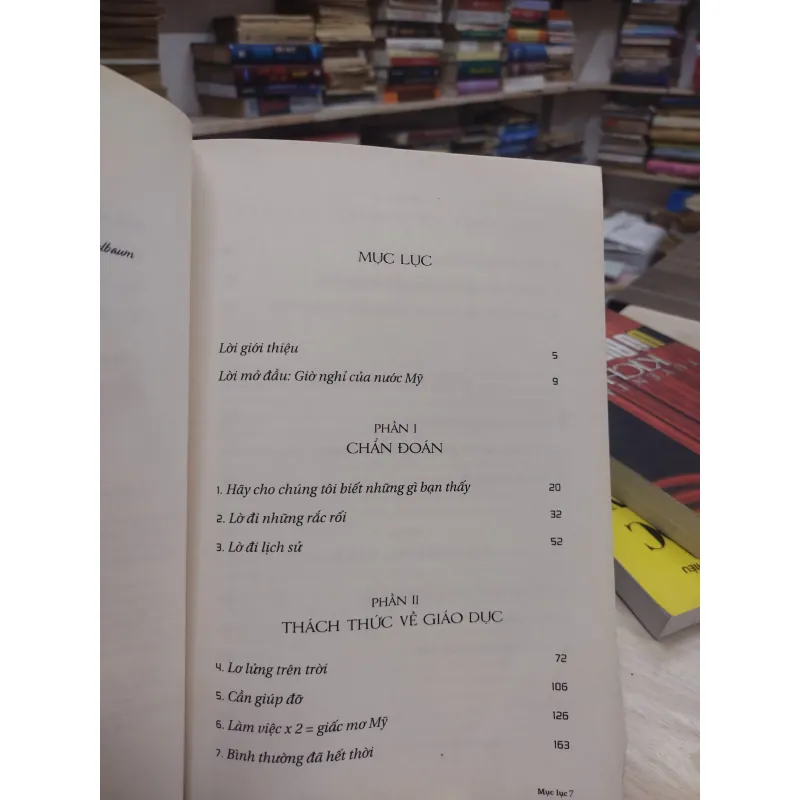 MỤC LỤC
Lời giới thiệu 5
Lời mở đầu: Giờ nghỉ của nước Mỹ 9
PHẦN I
CHẨN ĐOÁN
1. Hãy cho chúng tôi biết những gì bạn thấy 20
2. Lờ đi những rắc rối 32
3. Lờ đi lịch sử 52
PHẦN II
THÁCH THỨC VỀ GIÁO DỤC
4. Lơ lửng trên trời 72
5. Cần giúp đỡ 106
6. Làm việc x 2 = giấc mơ Mỹ 126
7. Bình thường đã hết thời 163
Mục lục 7